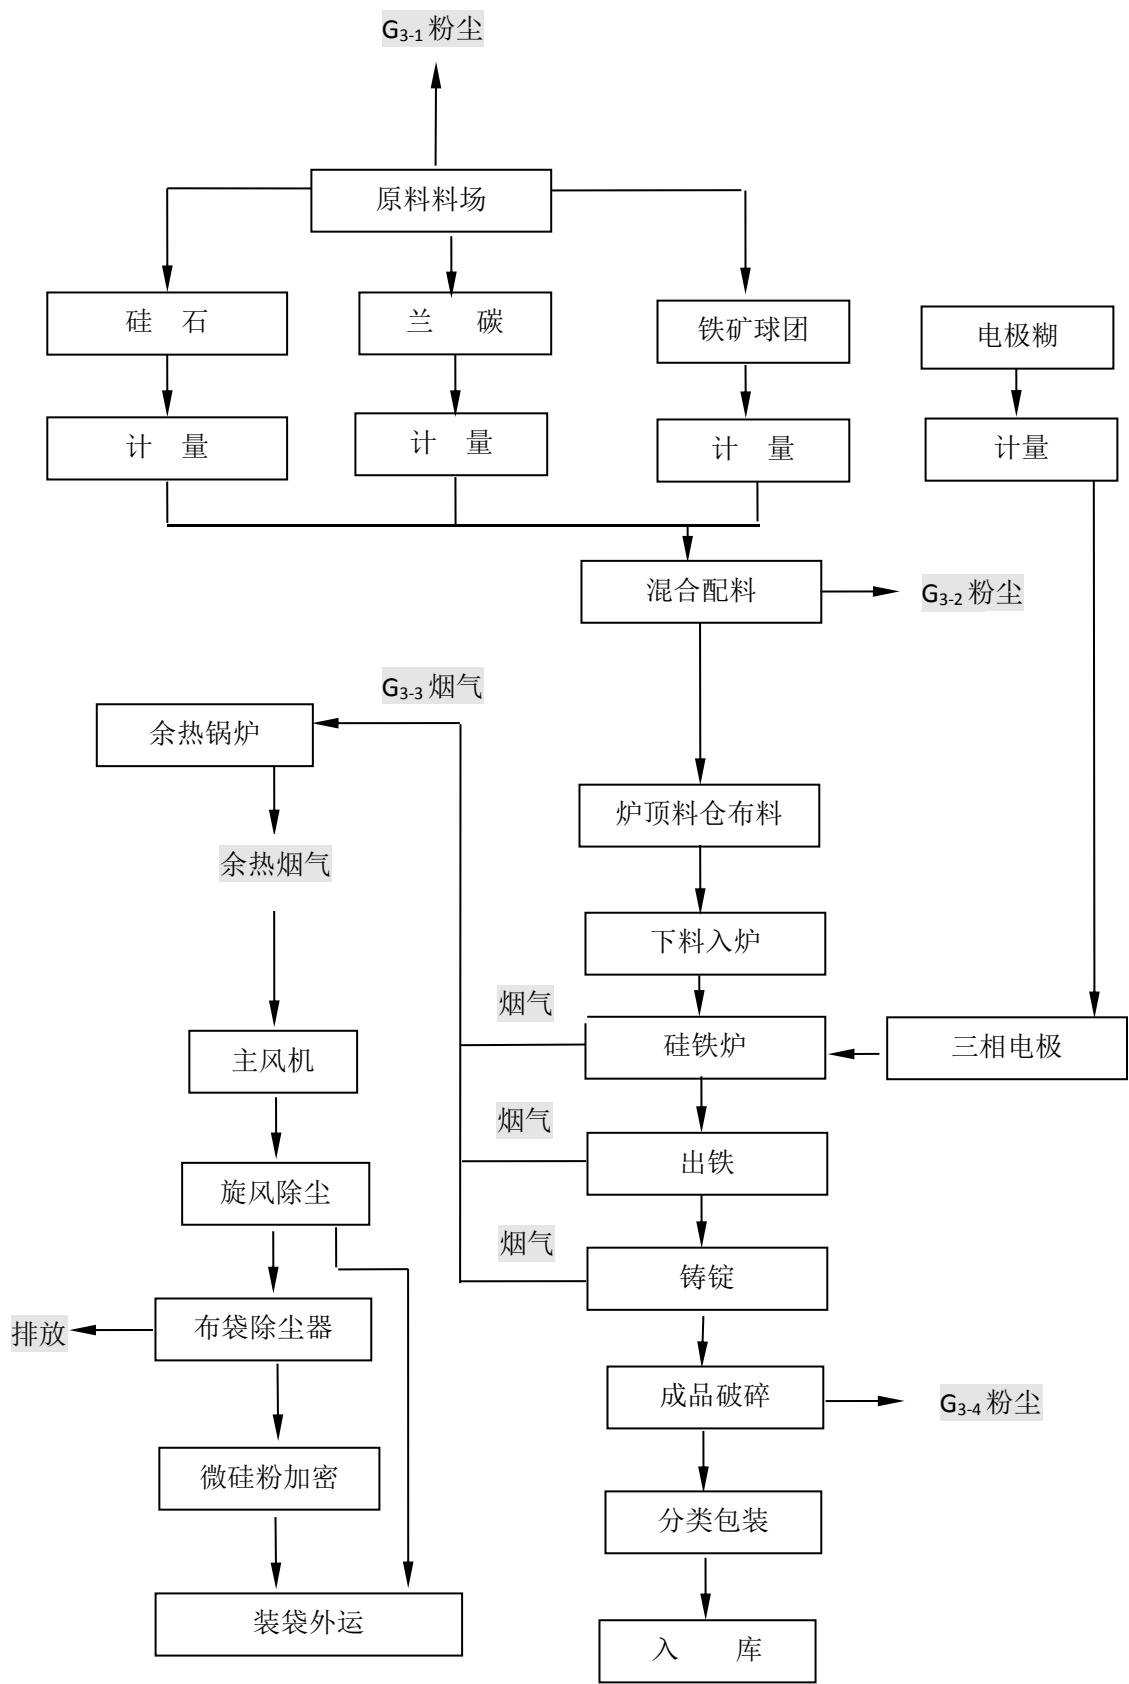 G3-1 粉尘
原料料场
硅 石
兰 碳
铁矿球团
电极糊
计 量
计 量
计 量
计量
混合配料
G3-2 粉尘
G3-3 烟气
余热锅炉
炉顶料仓布料
余热烟气
下料入炉
烟气
硅铁炉
三相电极
主风机
烟气
出铁
旋风除尘
烟气
铸锭
布袋除尘器
排放
成品破碎
G3-4 粉尘
微硅粉加密
分类包装
装袋外运
入 库